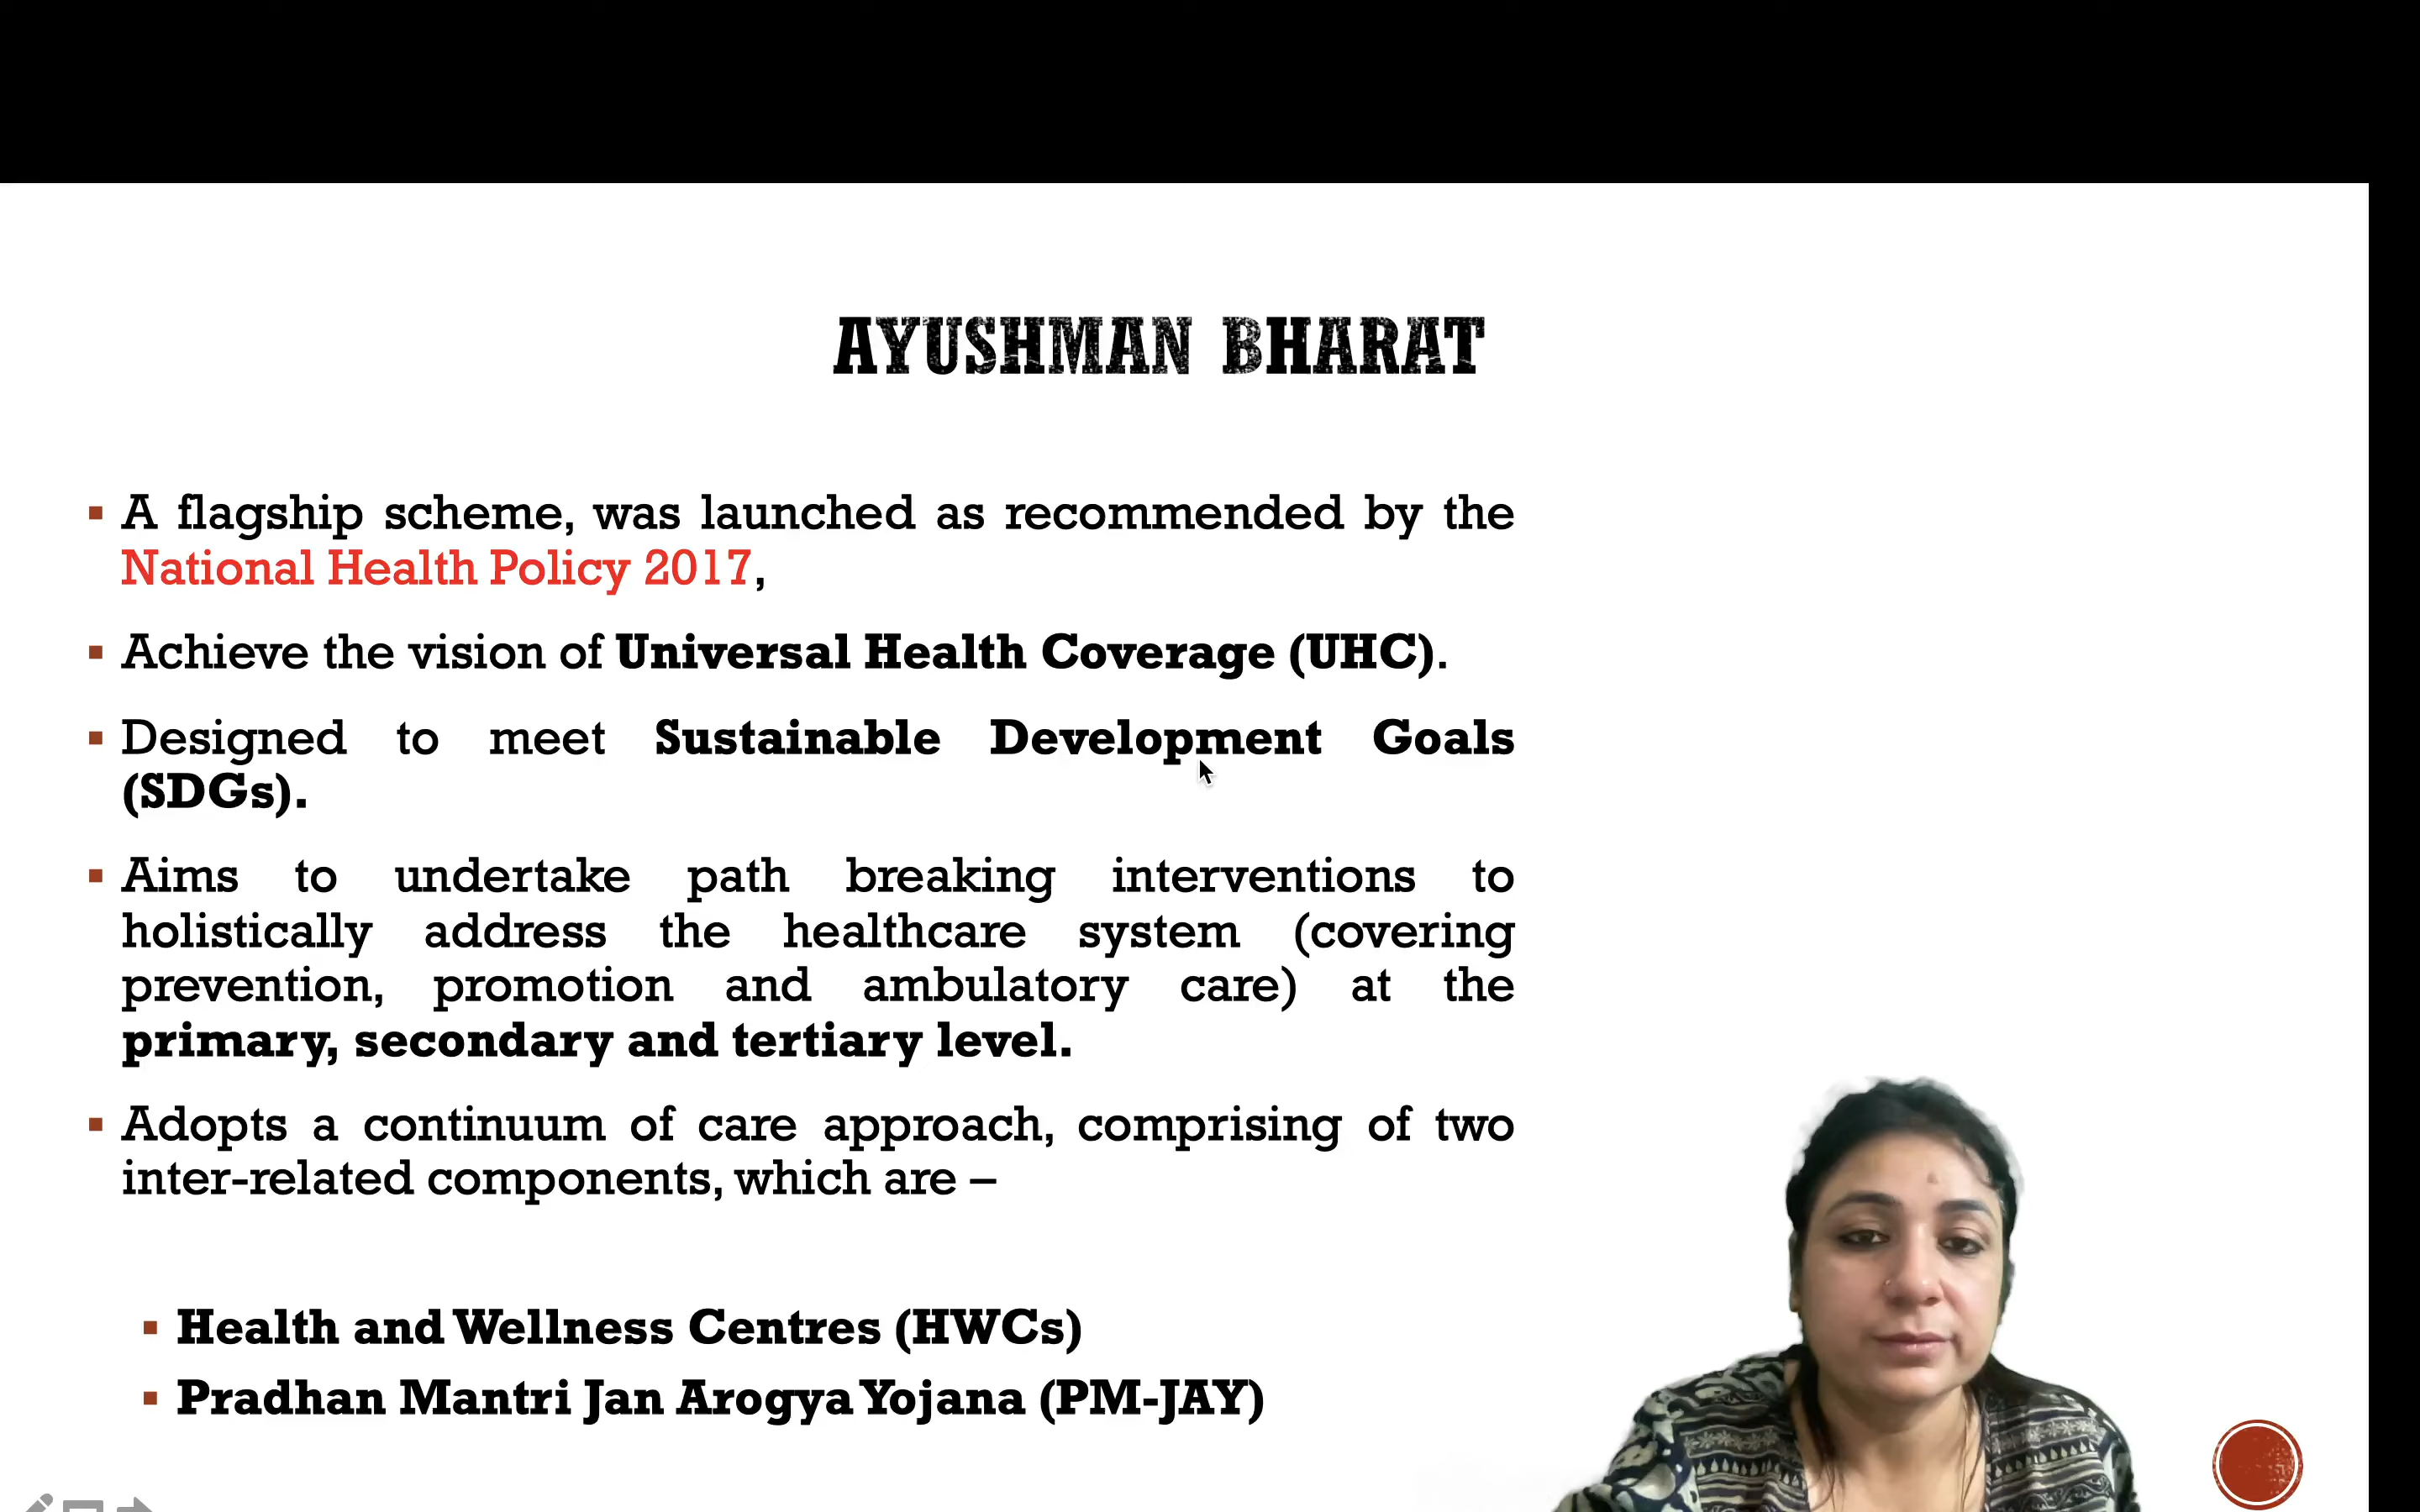 AYUSHMAN BHARAT
A flagship scheme, was launched as recommended by the
National Health Policy 2017,
Achieve the vision of Universal Health Coverage (UHC).
Designed to meet Sustainable Development Goals
(SDGs).
Aims to undertake path breaking interventions to
holistically address the healthcare system (covering
prevention, promotion and ambulatory care) at the
primary, secondary and tertiary level.
Adopts a continuum of care approach, comprising of two
inter-related components, which are –
Health and Wellness Centres (HWCs)
Pradhan Mantri Jan Arogya Yojana (PM-JAY)